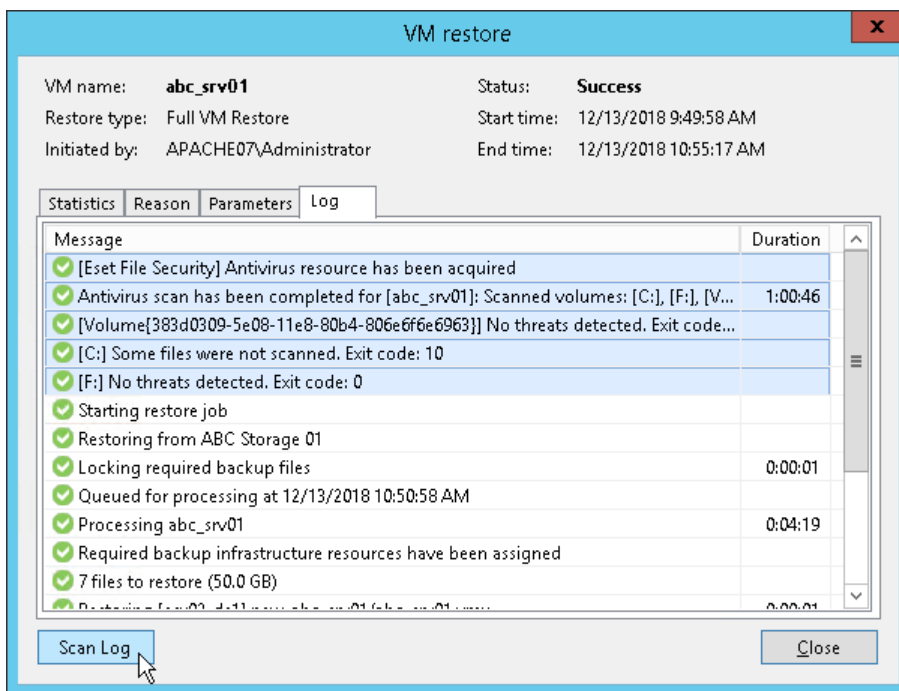 VM restore
x
VM name: abc_srv01 Status: Success
Restore type: Full VM Restore Start time: 12/13/2018 9:49:58 AM
Initiated by: APACHE07\Administrator End time: 12/13/2018 10:55:17 AM
Statistics Reason Parameters Log
Message Duration
[Eset File Security] Antivirus resource has been acquired
Antivirus scan has been completed for [abc_srv01]: Scanned volumes: [C:], [F:], [V... 1:00:46
[Volume{383d0309-5e08-11e8-80b4-806e6f6e6963}] No threats detected. Exit code...
[C:] Some files were not scanned. Exit code: 10
[F:] No threats detected. Exit code: 0
Starting restore job
Restoring from ABC Storage 01
Locking required backup files 0:00:01
Queued for processing at 12/13/2018 10:50:58 AM
Processing abc_srv01 0:04:19
Required backup infrastructure resources have been assigned
7 files to restore (50.0 GB)
Scan Log Close